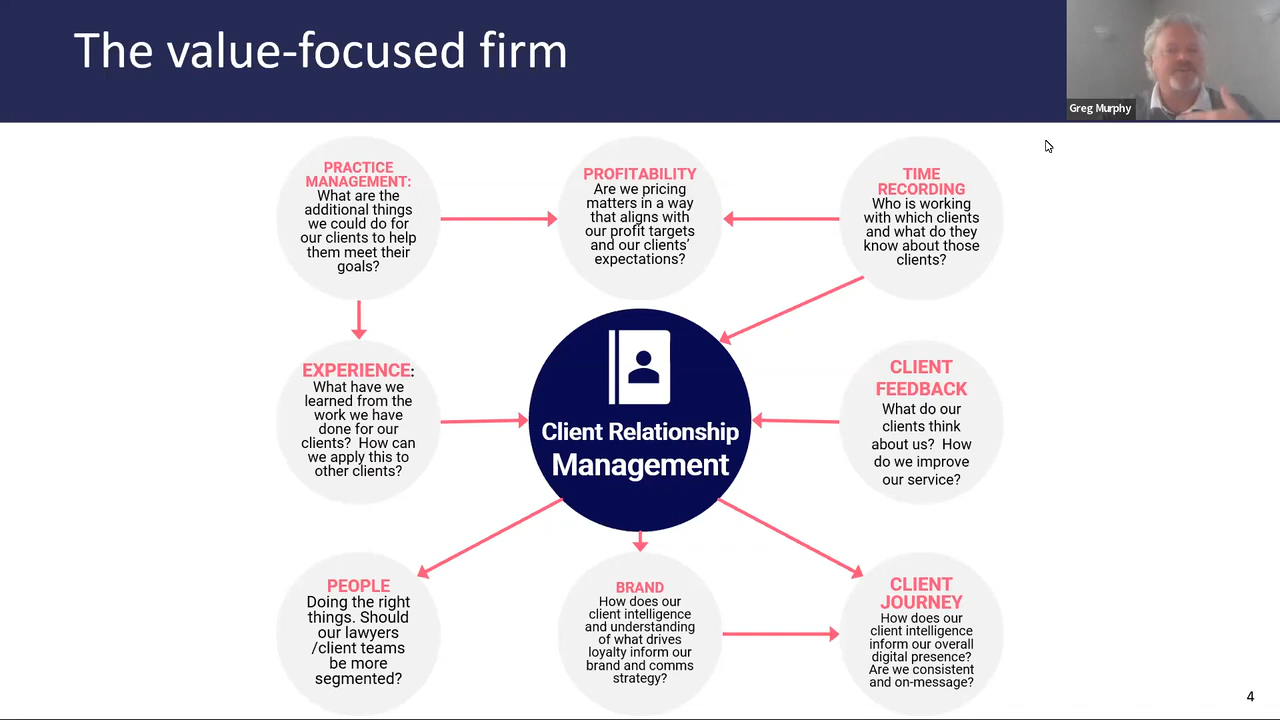 The value-focused firm
Greg Murphy
PRACTICE
MANAGEMENT:
What are the
additional things
we could do for
our clients to help
them meet their
goals?
PROFITABILITY
Are we pricing
matters in a way
that aligns with
our profit targets
and our clients’
expectations?
TIME
RECORDING
Who is working
with which clients
and what do they
know about those
clients?
EXPERIENCE:
What have we
learned from the
work we have
done for our
clients? How can
we apply this to
other clients?
Client Relationship
Management
CLIENT
FEEDBACK
What do our
clients think
about us? How
do we improve
our service?
PEOPLE
Doing the right
things. Should
our lawyers
/client teams
be more
segmented?
BRAND
How does our
client intelligence
and understanding
of what drives
loyalty inform our
brand and comms
strategy?
CLIENT
JOURNEY
How does our
client intelligence
inform our overall
digital presence?
Are we consistent
and on-message?
4